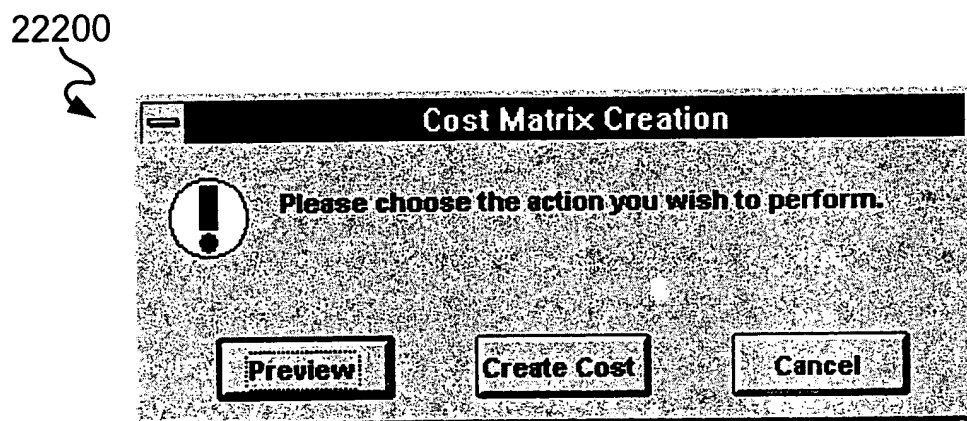 22200
Cost Matrix Creation
Please choose the action you wish to perform.
Preview Create Cost Cancel